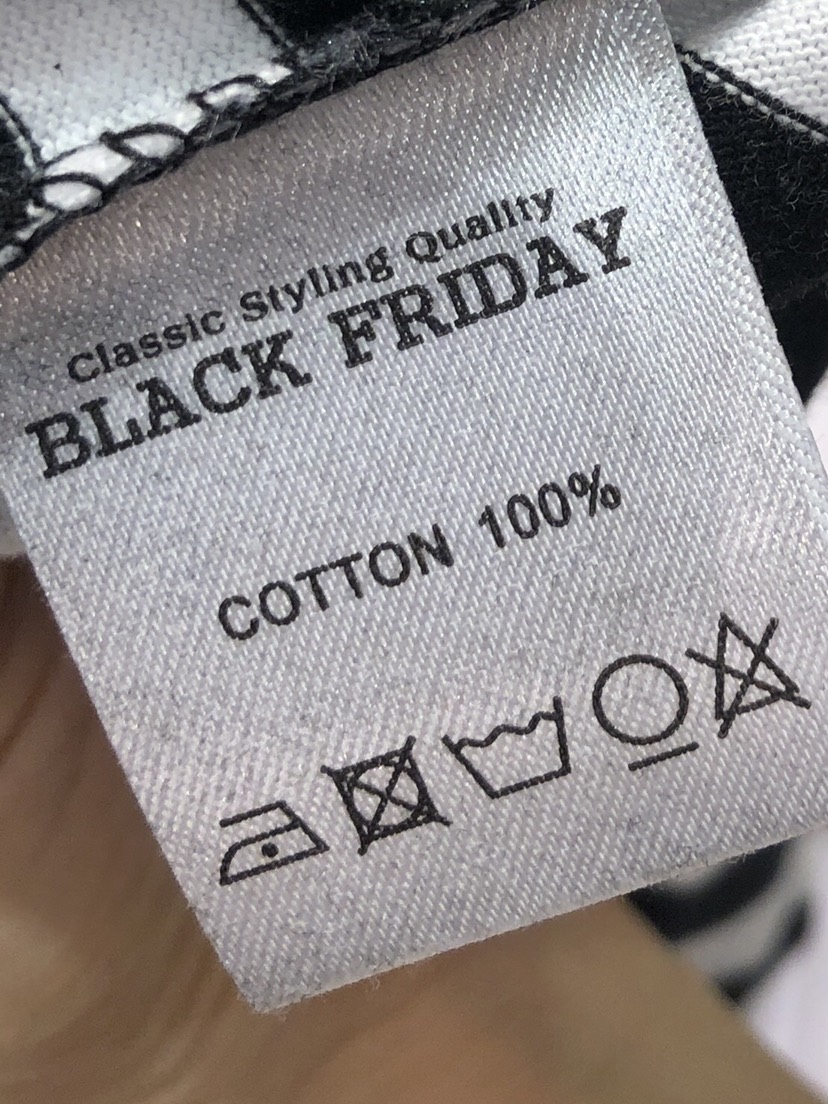 Classic Styling Quality
BLACK FRIDAY
COTTON 100%